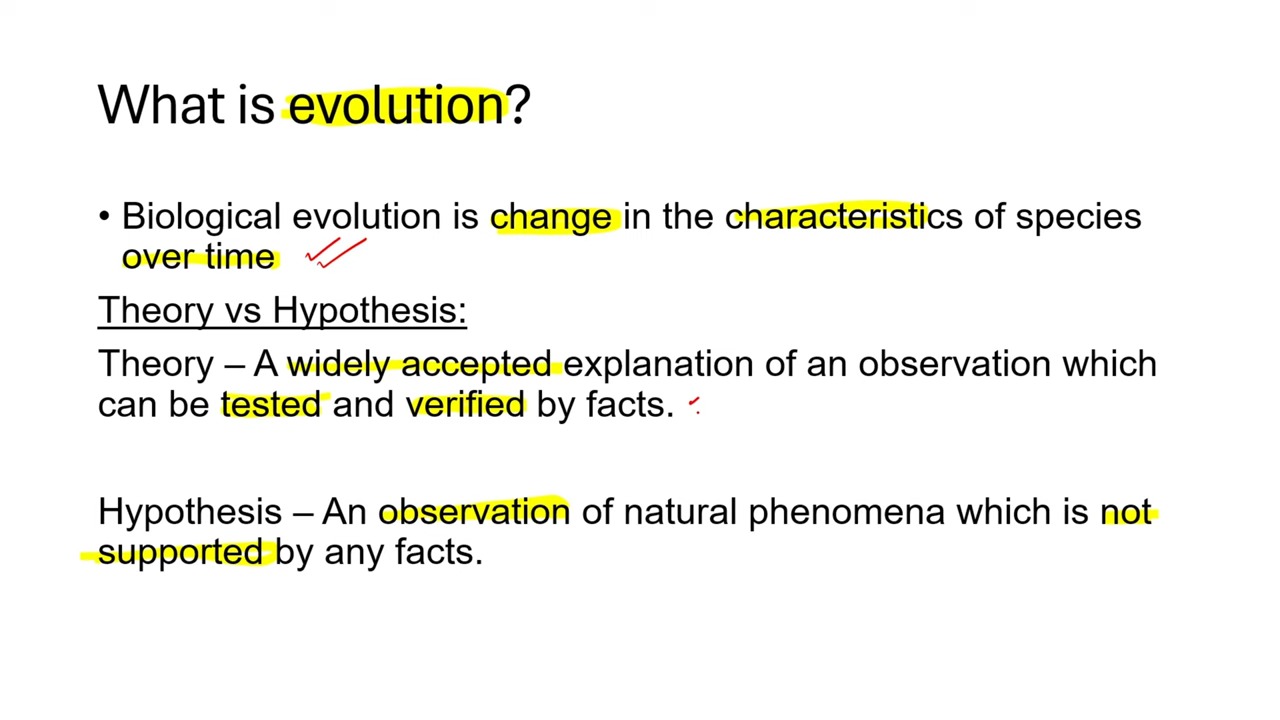 What is evolution?
• Biological evolution is change in the characteristics of species
over time
Theory vs Hypothesis:
Theory – A widely accepted explanation of an observation which
can be tested and verified by facts.
Hypothesis – An observation of natural phenomena which is not
supported by any facts.